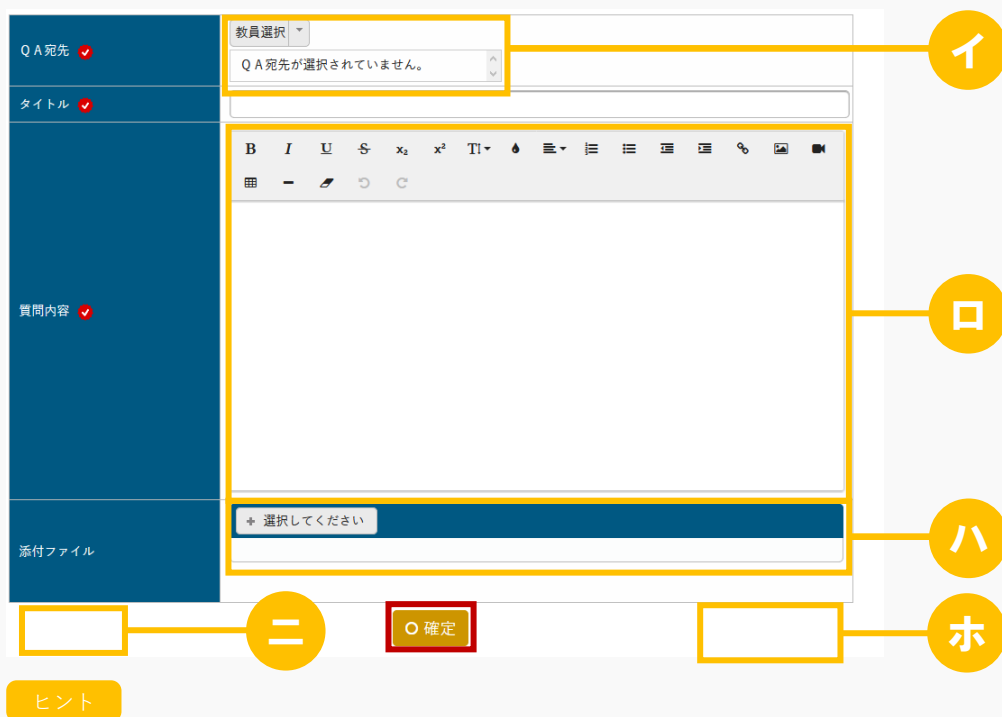 教員選択
QA宛先
QA宛先が選択されていません。
イ
タイトル
B I U S x₂ x² T
質問内容
ロ
選択してください
添付ファイル
ハ
ニ
確定
ホ
ヒント